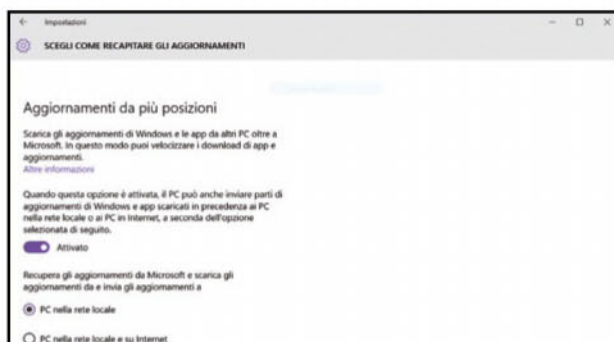 Impostazioni
SCEGLI COME RECAPITARE GLI AGGIORNAMENTI
Aggiornamenti da più posizioni
Scarica gli aggiornamenti di Windows e le app da altri PC oltre a
Microsoft. In questo modo puoi velocizzare i download di app e
aggiornamenti.
Altre informazioni
Quando questa opzione è attivata, il PC può anche inviare parti di
aggiornamenti di Windows e app scaricati in precedenza ai PC
nella rete locale o ai PC in Internet, a seconda dell'opzione
selezionata di seguito.
Attivato
Recupera gli aggiornamenti da Microsoft e scarica gli
aggiornamenti da e invia gli aggiornamenti a
PC nella rete locale
PC nella rete locale e su Internet